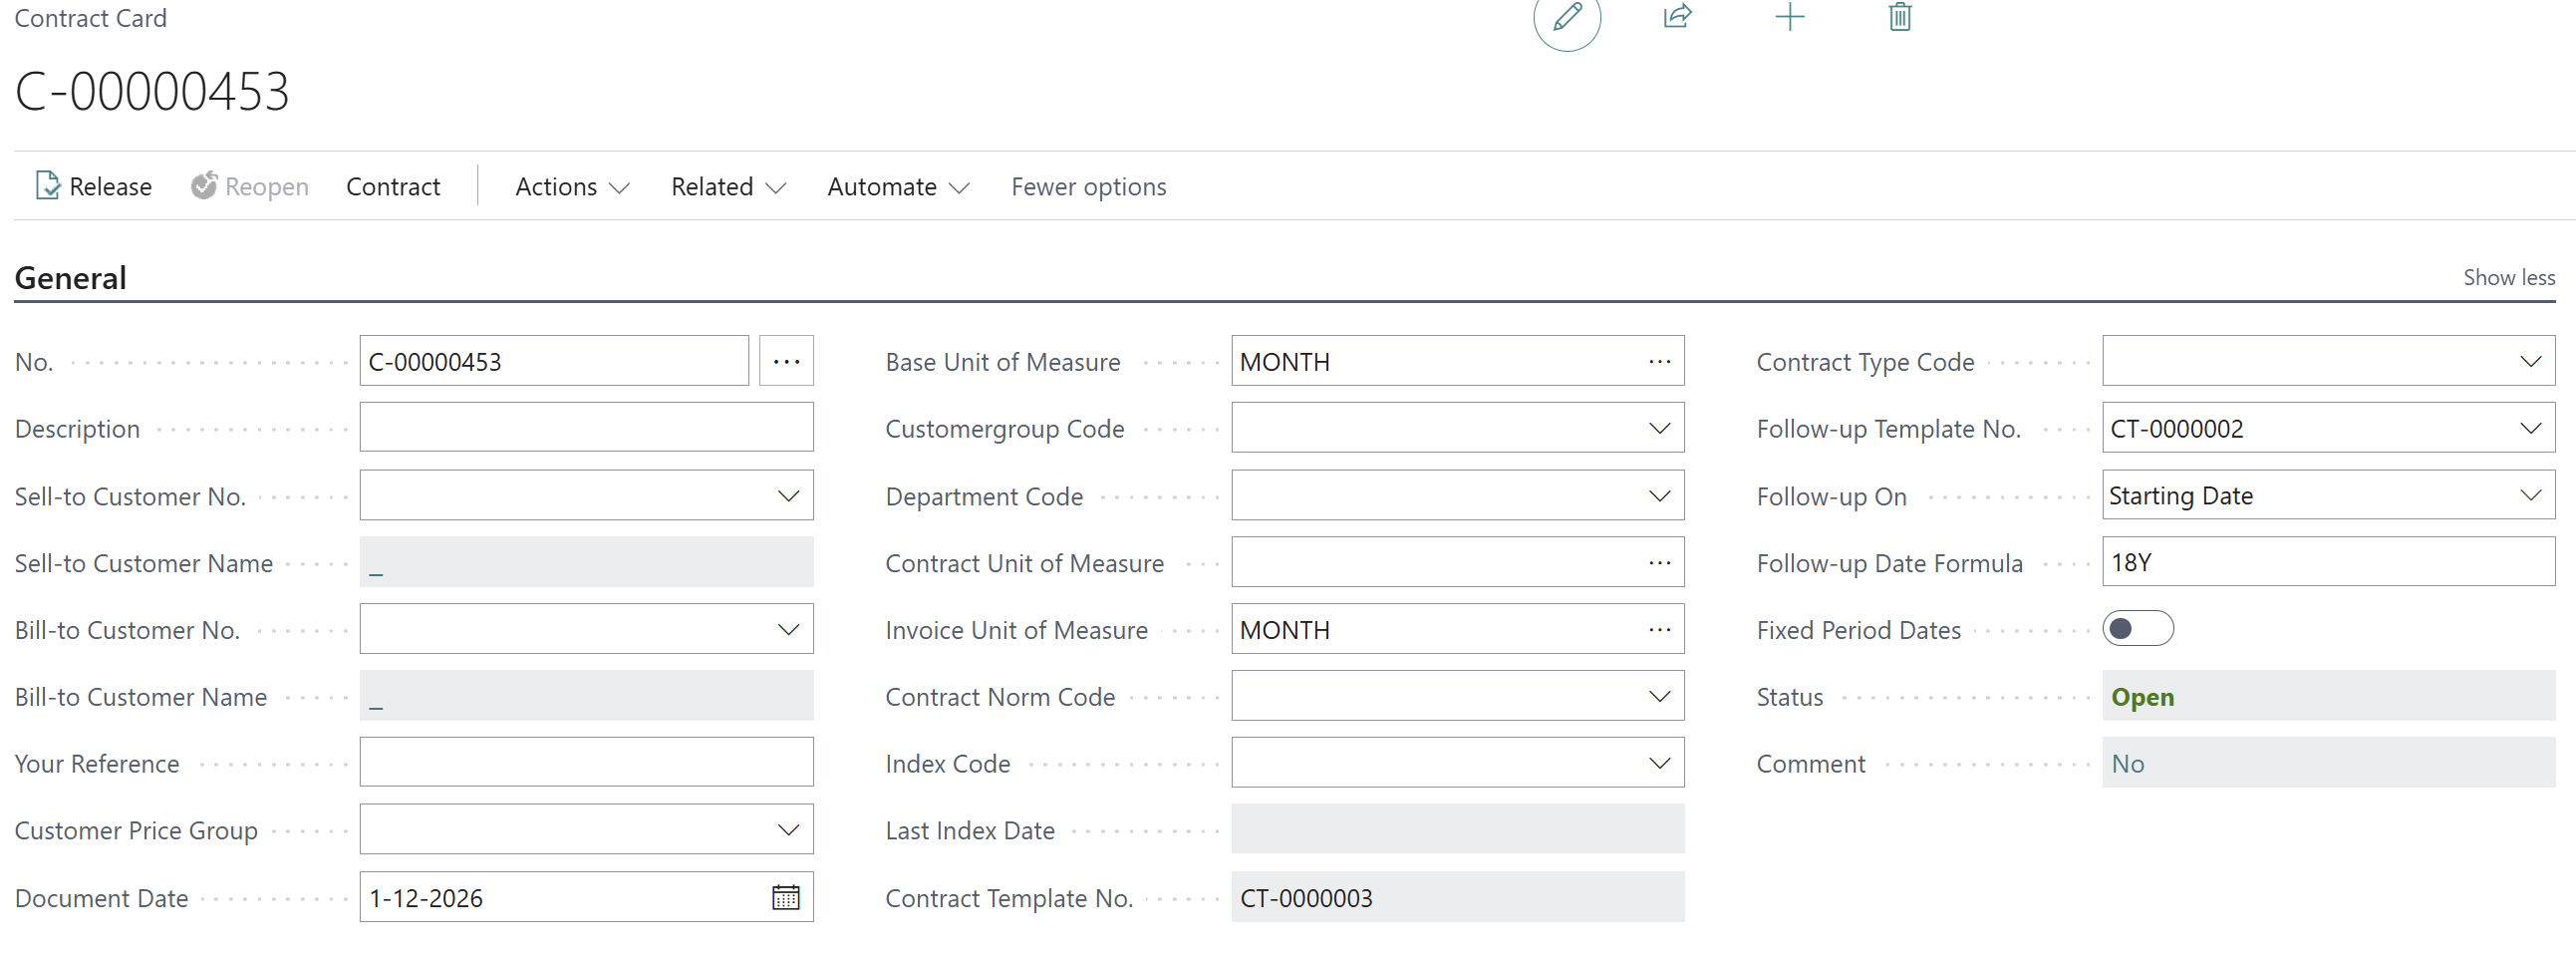 Contract Card
C-00000453
Release Reopen Contract Actions Related Automate Fewer options
General Show less
No. C-00000453 ...
Description
Sell-to Customer No.
Sell-to Customer Name _
Bill-to Customer No.
Bill-to Customer Name _
Your Reference
Customer Price Group
Document Date 1-12-2026
Base Unit of Measure MONTH ...
Customergroup Code
Department Code
Contract Unit of Measure ...
Invoice Unit of Measure MONTH ...
Contract Norm Code
Index Code
Last Index Date
Contract Template No. CT-0000003
Contract Type Code
Follow-up Template No. CT-0000002
Follow-up On Starting Date
Follow-up Date Formula 18Y
Fixed Period Dates
Status Open
Comment No